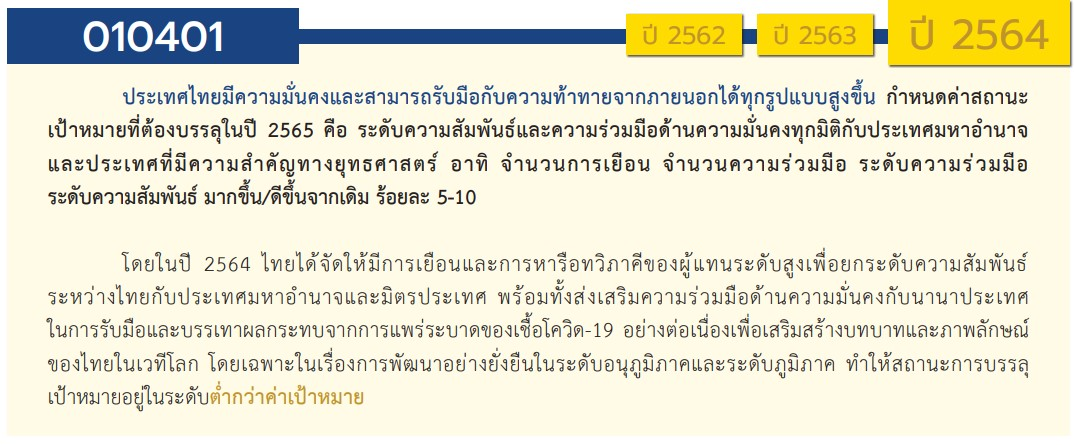 010401
ปี 2562
ปี 2563
ปี 2564
ประเทศไทยมีความมั่นคงและสามารถรับมือกับความท้าทายจากภายนอกได้ทุกรูปแบบสูงขึ้น กำหนดค่าสถานะ
เป้าหมายที่ต้องบรรลุในปี 2565 คือ ระดับความสัมพันธ์และความร่วมมือด้านความมั่นคงทุกมิติกับประเทศมหาอำนาจ
และประเทศที่มีความสำคัญทางยุทธศาสตร์ อาทิ จำนวนการเยือน จำนวนความร่วมมือ ระดับความร่วมมือ
ระดับความสัมพันธ์ มากขึ้น/ดีขึ้นจากเดิม ร้อยละ 5-10
โดยในปี 2564 ไทยได้จัดให้มีการเยือนและการหารือทวิภาคีของผู้แทนระดับสูงเพื่อยกระดับความสัมพันธ์
ระหว่างไทยกับประเทศมหาอำนาจและมิตรประเทศ พร้อมทั้งส่งเสริมความร่วมมือด้านความมั่นคงกับนานาประเทศ
ในการรับมือและบรรเทาผลกระทบจากการแพร่ระบาดของเชื้อโควิด-19 อย่างต่อเนื่องเพื่อเสริมสร้างบทบาทและภาพลักษณ์
ของไทยในเวทีโลก โดยเฉพาะในเรื่องการพัฒนาอย่างยั่งยืนในระดับอนุภูมิภาคและระดับภูมิภาค ทำให้สถานะการบรรลุ
เป้าหมายอยู่ในระดับต่ำกว่าค่าเป้าหมาย